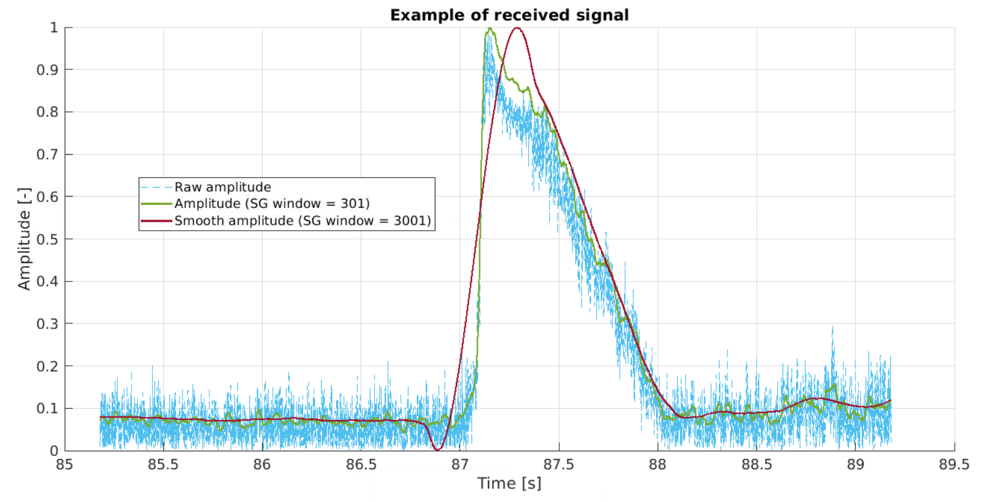 Example of received signal
1
0.9
0.8
0.7
0.6
0.5
0.4
0.3
0.2
0.1
0
Amplitude [-]
Raw amplitude
Amplitude (SG window = 301)
Smooth amplitude (SG window = 3001)
85 85.5 86 86.5 87 87.5 88 88.5 89 89.5
Time [s]